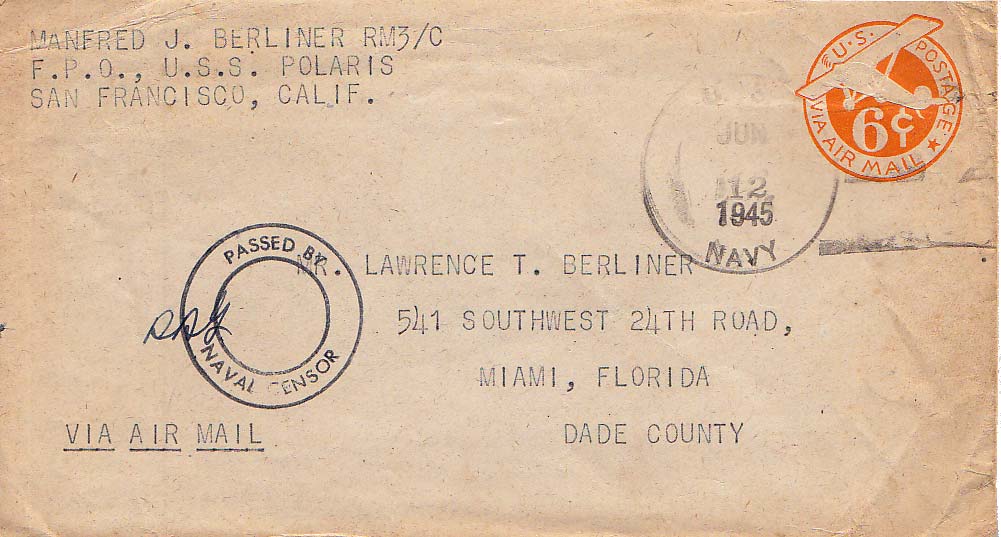 MANFRED J. BERLINER RM3/C
F.P.O., U.S.S. POLARIS
SAN FRANCISCO, CALIF.
U.S. POSTAGE
6¢
VIA AIR MAIL
JUN
12
1945
NAVY
PASSED BY
NAVAL CENSOR
MR. LAWRENCE T. BERLINER
541 SOUTHWEST 24TH ROAD,
MIAMI, FLORIDA
DADE COUNTY
VIA AIR MAIL